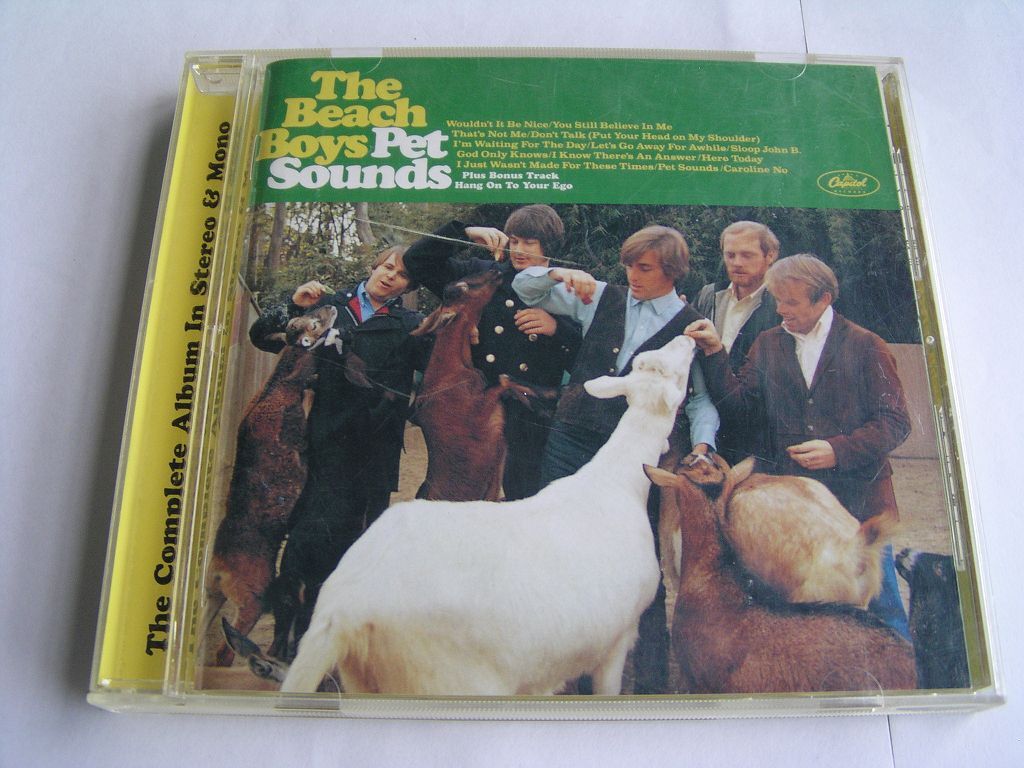 The
Beach
Boys Pet
Sounds
Wouldn't It Be Nice/You Still Believe In Me
That's Not Me/Don't Talk (Put Your Head on My Shoulder)
I'm Waiting For The Day/Let's Go Away For Awhile/Sloop John B.
God Only Knows/I Know There's An Answer/Here Today
I Just Wasn't Made For These Times/Pet Sounds/Caroline No
Plus Bonus Track
Hang On To Your Ego
Capitol
RECORDS
The Complete Album In Stereo & Mono